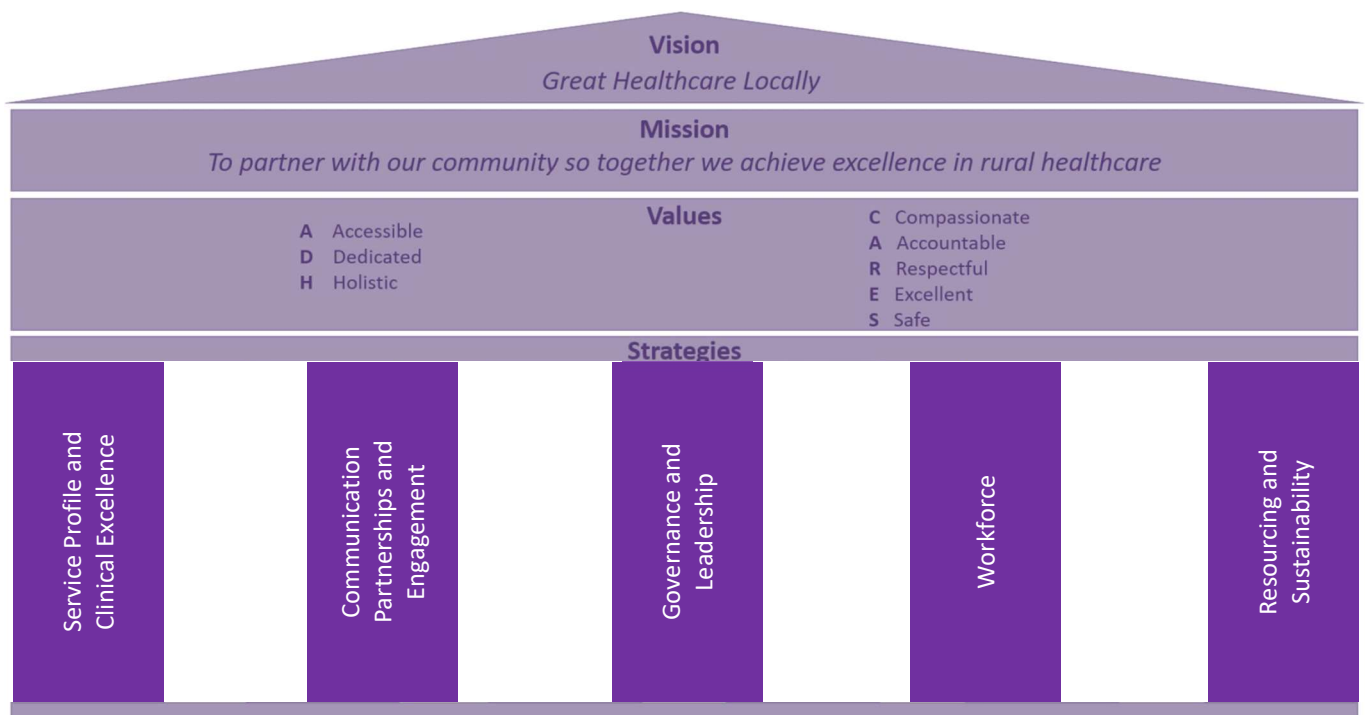 Vision
Great Healthcare Locally
Mission
To partner with our community so together we achieve excellence in rural healthcare
Values
A Accessible
D Dedicated
H Holistic
C Compassionate
A Accountable
R Respectful
E Excellent
S Safe
Strategies
Service Profile and
Clinical Excellence
Communication
Partnerships and
Engagement
Governance and
Leadership
Workforce
Resourcing and
Sustainability